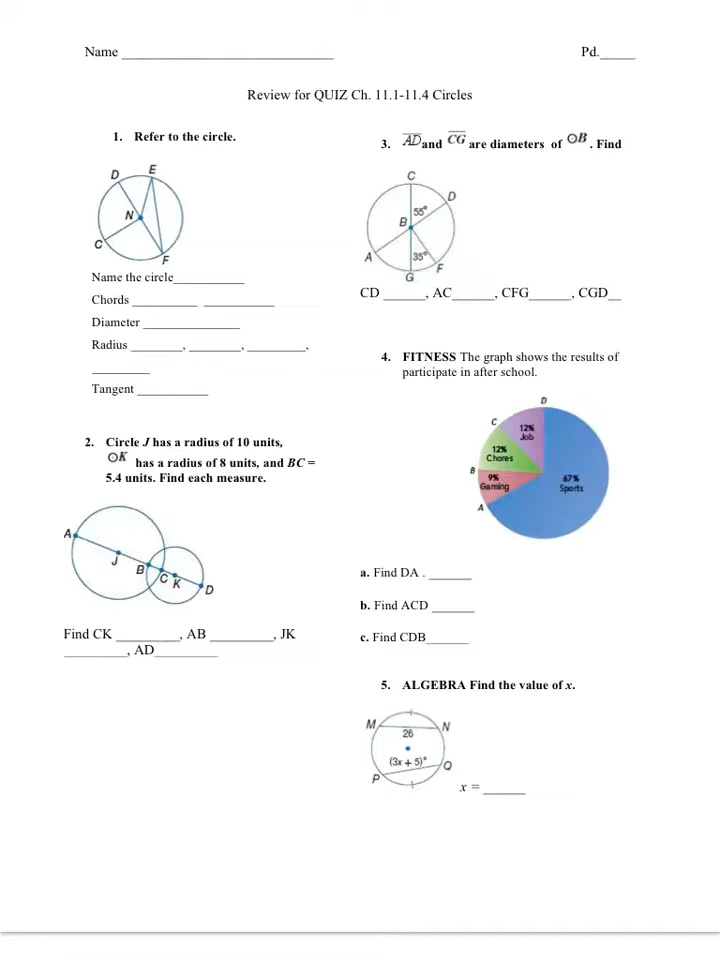 Name ______________________________ Pd._____
Review for QUIZ Ch. 11.1-11.4 Circles
1. Refer to the circle.
D
E
N
C
F
Name the circle___________
Chords __________ ___________
Diameter _______________
Radius ________, ________, _________,
_________
Tangent ___________
2. Circle J has a radius of 10 units,
⊙K has a radius of 8 units, and BC =
5.4 units. Find each measure.
A
J
B
C
K
D
Find CK _________, AB _________, JK
_________, AD_________
3. AD and CG are diameters of ⊙B . Find
C
D
55°
B
A
35°
F
G
CD ______, AC______, CFG______, CGD__
4. FITNESS The graph shows the results of
participate in after school.
D
C
12%
Job
12%
Chores
B
9%
Gaming
67%
Sports
A
a. Find DA . ______
b. Find ACD ______
c. Find CDB______
5. ALGEBRA Find the value of x.
M
N
26
(3x + 5)°
Q
P
x = ______